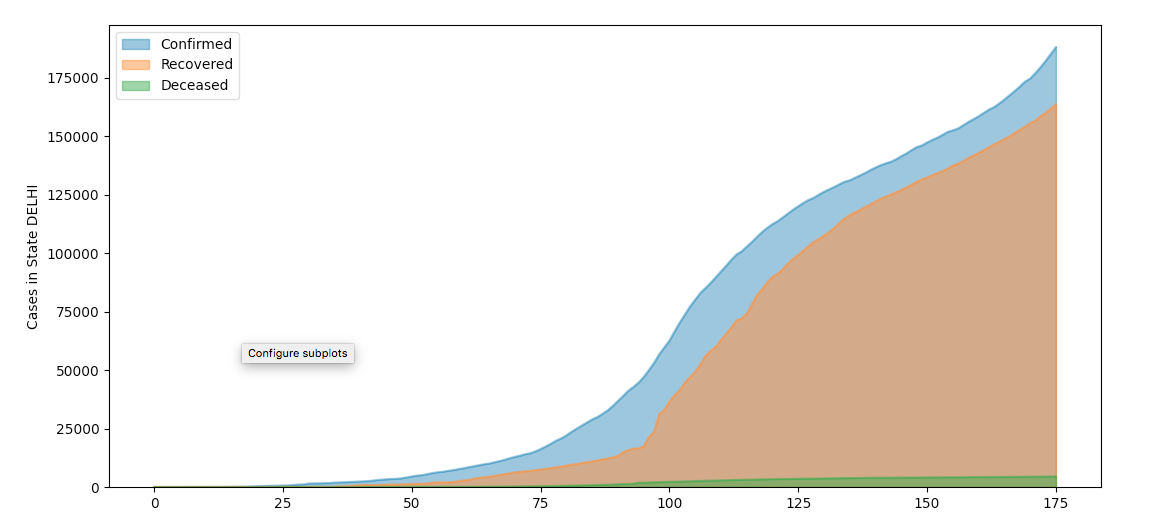 Confirmed
Recovered
Deceased
175000
150000
125000
100000
75000
50000
25000
0
Cases in State DELHI
Configure subplots
0 25 50 75 100 125 150 175